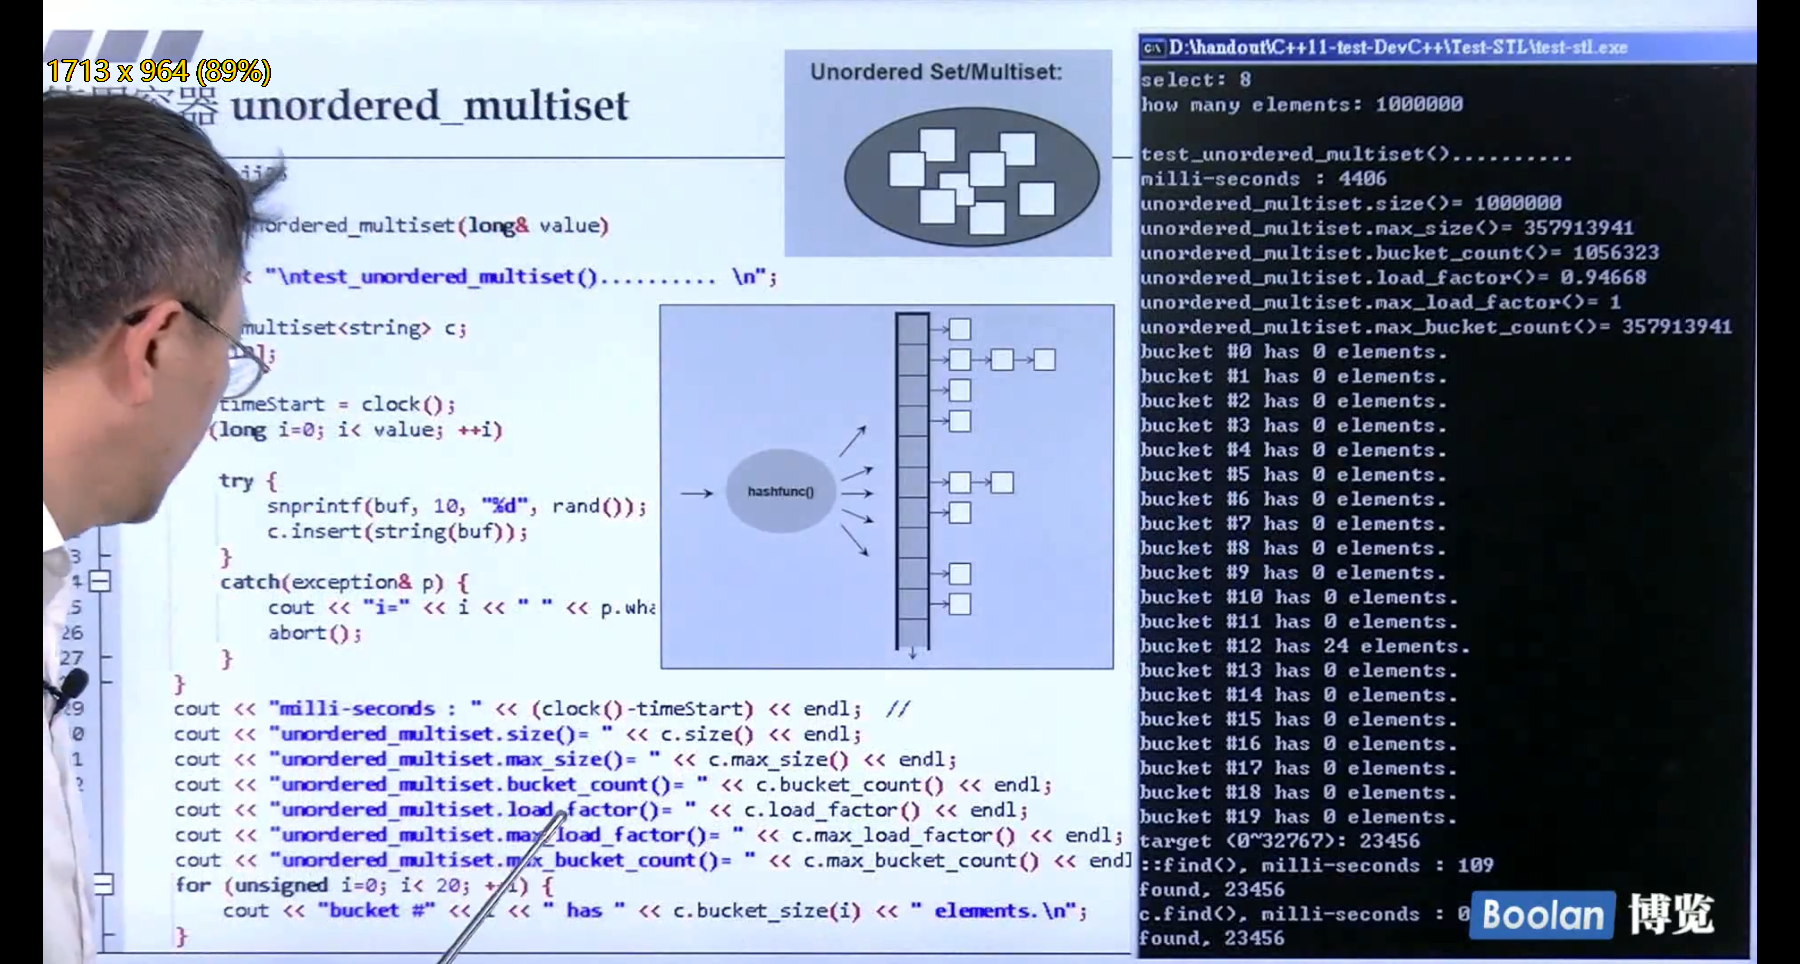 1713 x 964 (89%)
使用容器 unordered_multiset
Unordered Set/Multiset:
ordered_multiset(long& value)
"\ntest_unordered_multiset().......... \n";
multiset<string> c;
timeStart = clock();
(long i=0; i< value; ++i)
try {
snprintf(buf, 10, "%d", rand());
c.insert(string(buf));
}
catch(exception& p) {
cout << "i=" << i << " " << p.wha
26
abort();
27
}
}
cout << "milli-seconds : " << (clock()-timeStart) << endl; //
cout << "unordered_multiset.size()= " << c.size() << endl;
cout << "unordered_multiset.max_size()= " << c.max_size() << endl;
cout << "unordered_multiset.bucket_count()= " << c.bucket_count() << endl;
cout << "unordered_multiset.load_factor()= " << c.load_factor() << endl;
cout << "unordered_multiset.max_load_factor()= " << c.max_load_factor() << endl;
cout << "unordered_multiset.max_bucket_count()= " << c.max_bucket_count() << endl
for (unsigned i=0; i< 20; ++i) {
cout << "bucket #" << i << " has " << c.bucket_size(i) << " elements.\n";
}
hashfunc()
D:\handout\C++11-test-DevC++\Test-STL\test-stl.exe
select: 8
how many elements: 1000000
test_unordered_multiset()..........
milli-seconds : 4406
unordered_multiset.size()= 1000000
unordered_multiset.max_size()= 357913941
unordered_multiset.bucket_count()= 1056323
unordered_multiset.load_factor()= 0.94668
unordered_multiset.max_load_factor()= 1
unordered_multiset.max_bucket_count()= 357913941
bucket #0 has 0 elements.
bucket #1 has 0 elements.
bucket #2 has 0 elements.
bucket #3 has 0 elements.
bucket #4 has 0 elements.
bucket #5 has 0 elements.
bucket #6 has 0 elements.
bucket #7 has 0 elements.
bucket #8 has 0 elements.
bucket #9 has 0 elements.
bucket #10 has 0 elements.
bucket #11 has 0 elements.
bucket #12 has 24 elements.
bucket #13 has 0 elements.
bucket #14 has 0 elements.
bucket #15 has 0 elements.
bucket #16 has 0 elements.
bucket #17 has 0 elements.
bucket #18 has 0 elements.
bucket #19 has 0 elements.
target (0~32767): 23456
::find(), milli-seconds : 109
found, 23456
c.find(), milli-seconds : 0
found, 23456
Boolan 博览